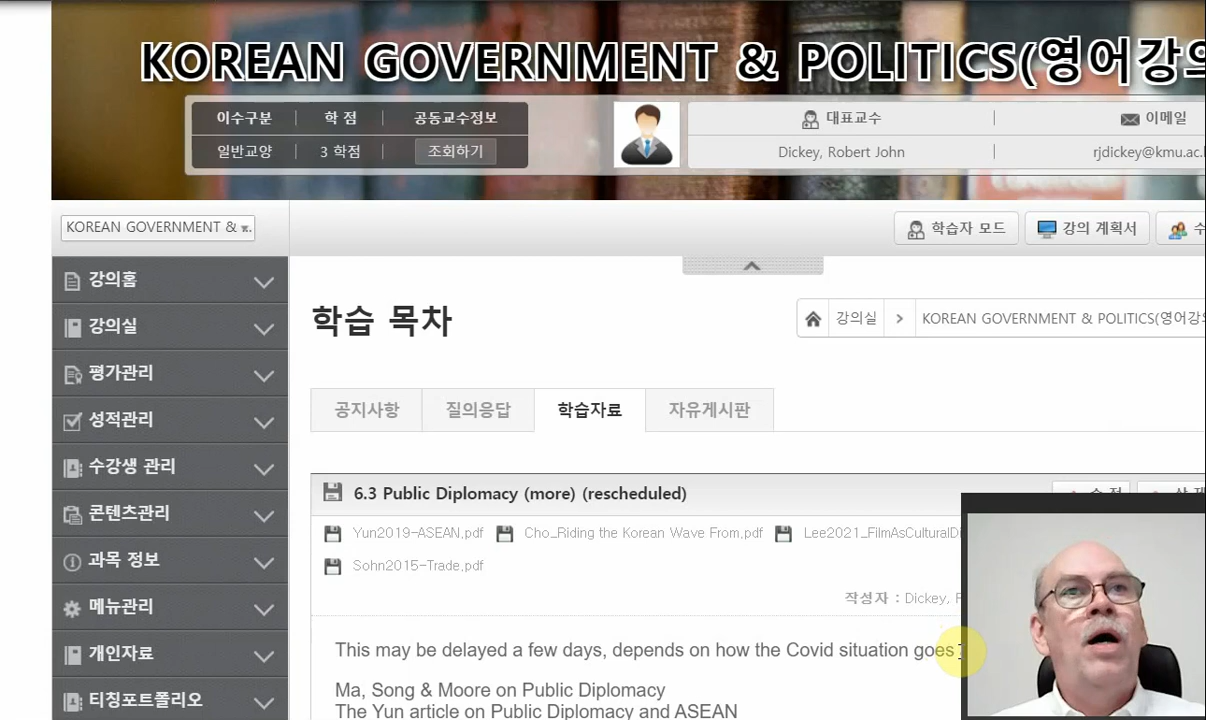 KOREAN GOVERNMENT & POLITICS(영어강의
이수구분 | 학 점 | 공동교수정보
대표교수 | 이메일
일반교양 | 3 학점 | 조회하기
Dickey, Robert John | rjdickey@kmu.ac.
KOREAN GOVERNMENT &
학습자 모드 강의 계획서 수
강의홈
강의실
평가관리
성적관리
수강생 관리
콘텐츠관리
과목 정보
메뉴관리
개인자료
티칭포트폴리오
학습 목차
강의실 > KOREAN GOVERNMENT & POLITICS(영어강의
공지사항 질의응답 학습자료 자유게시판
6.3 Public Diplomacy (more) (rescheduled)
Yun2019-ASEAN.pdf Cho_Riding the Korean Wave From.pdf Lee2021_FilmAsCulturalDi
Sohn2015-Trade.pdf
작성자 : Dickey,
This may be delayed a few days, depends on how the Covid situation goes
Ma, Song & Moore on Public Diplomacy
The Yun article on Public Diplomacy and ASEAN